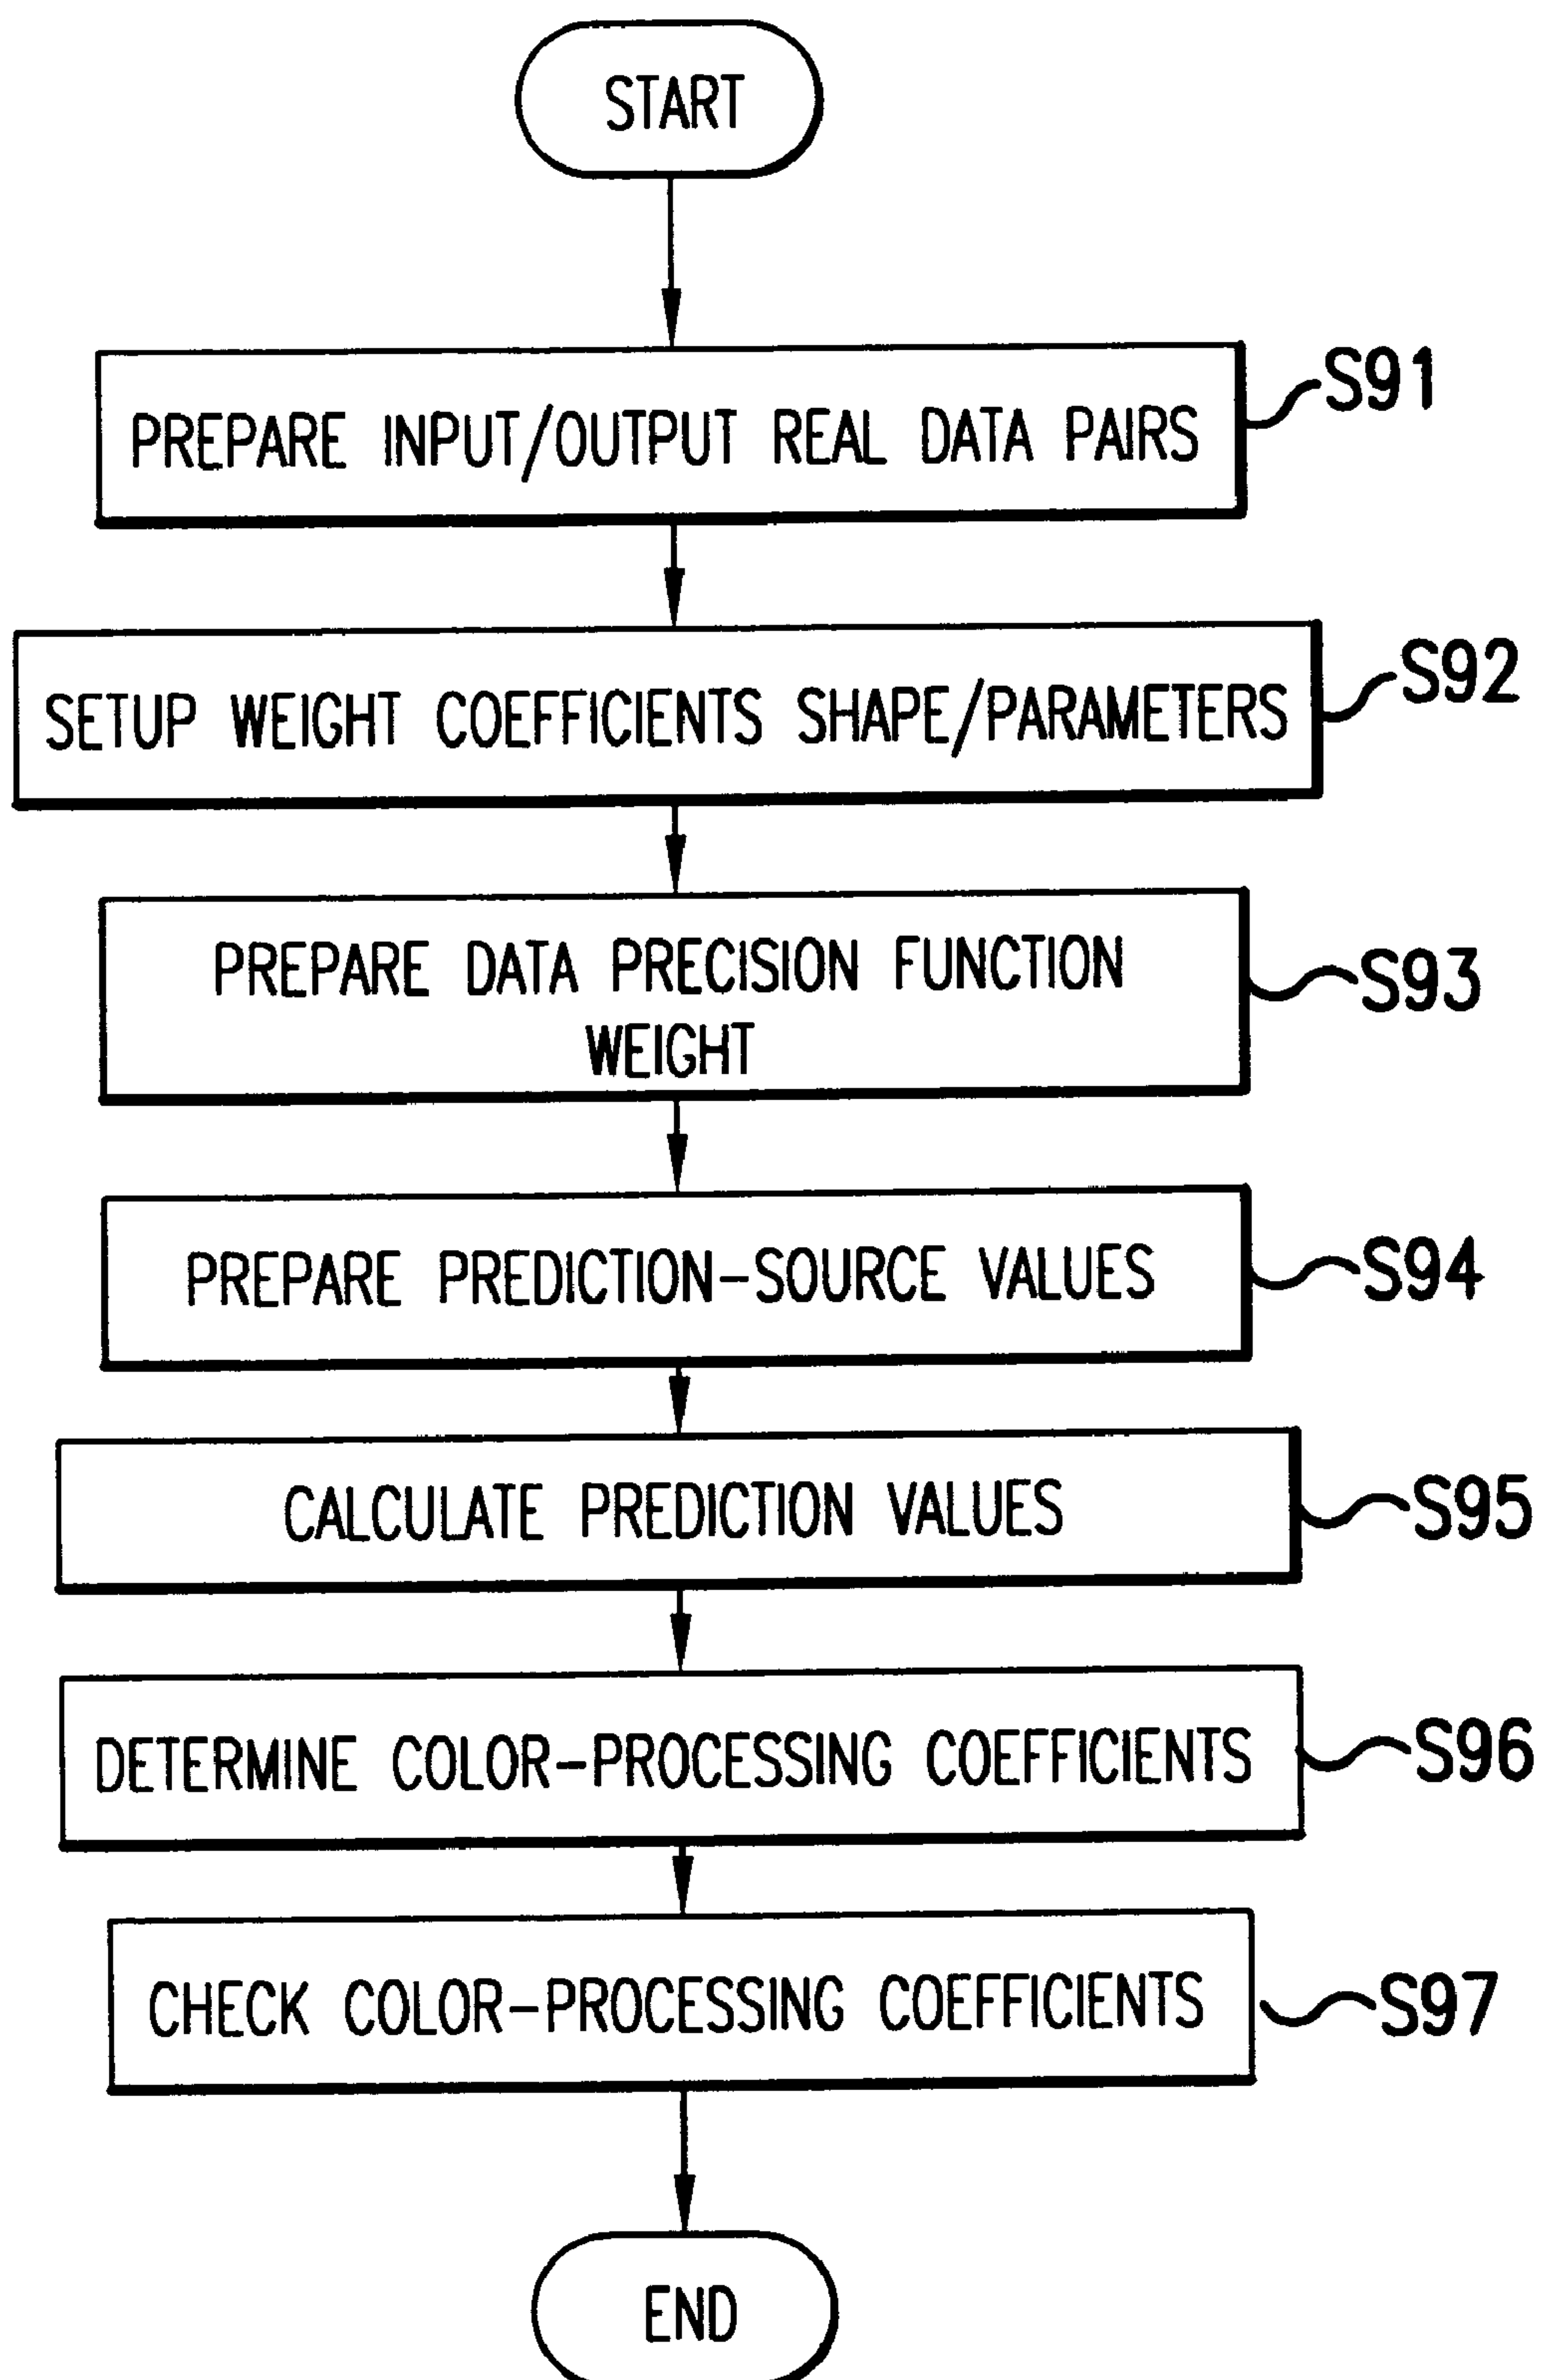 START
PREPARE INPUT/OUTPUT REAL DATA PAIRS
S91
SETUP WEIGHT COEFFICIENTS SHAPE/PARAMETERS
S92
PREPARE DATA PRECISION FUNCTION
WEIGHT
S93
PREPARE PREDICTION-SOURCE VALUES
S94
CALCULATE PREDICTION VALUES
S95
DETERMINE COLOR-PROCESSING COEFFICIENTS
S96
CHECK COLOR-PROCESSING COEFFICIENTS
S97
END